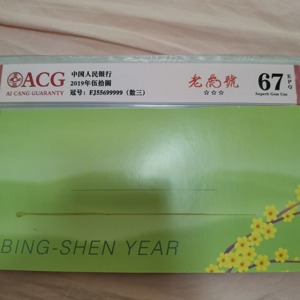 ACG
AI CANG GUARANTY
中国人民银行
2019年伍拾圆
冠号: FJ55699999 (数三)
老虎號
☆☆☆
67 EPQ
Superb Gem Unc
BING-SHEN YEAR